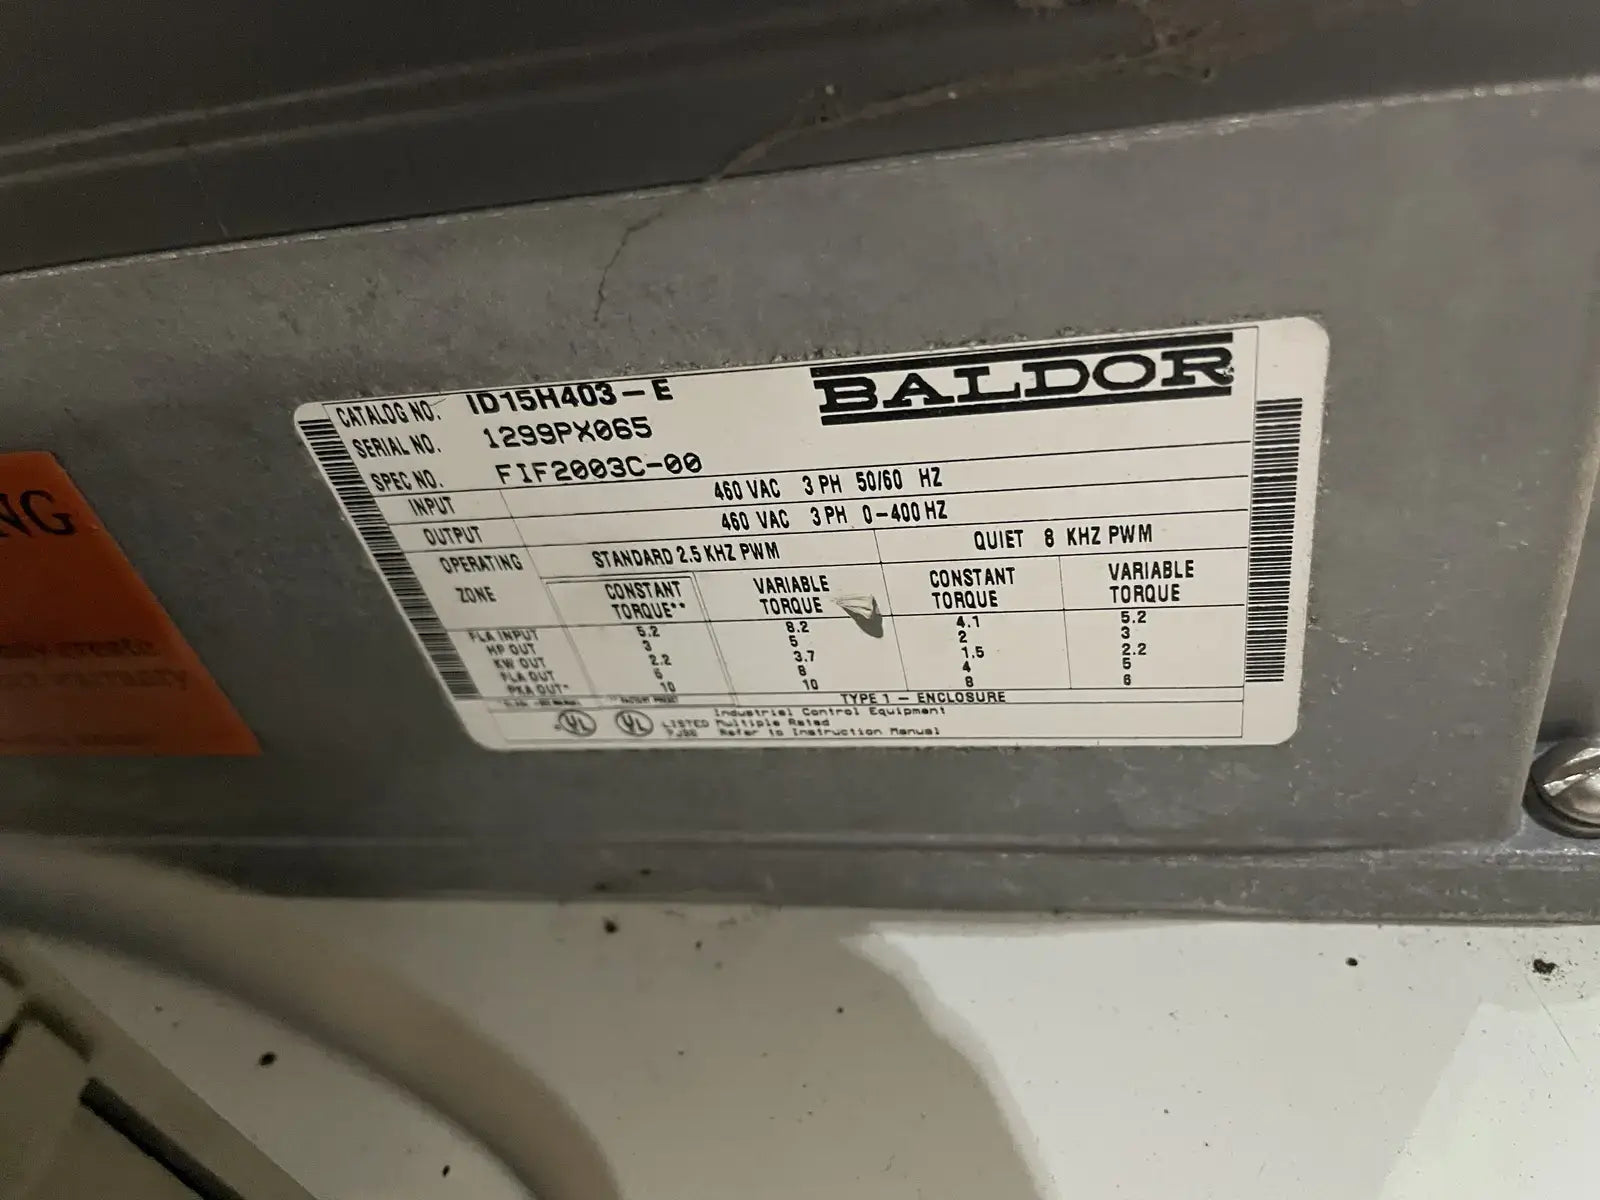 BALDOR
CATALOG NO. ID15H403-E
SERIAL NO. 1299PX065
SPEC NO. FIF2003C-00
INPUT 460 VAC 3 PH 50/60 HZ
OUTPUT 460 VAC 3 PH 0-400 HZ
OPERATING ZONE STANDARD 2.5 KHZ PWM QUIET 8 KHZ PWM
CONSTANT TORQUE** VARIABLE TORQUE CONSTANT TORQUE VARIABLE TORQUE
FLA INPUT 5.2 8.2 4.1 5.2
HP OUT 3 5 2 3
KW OUT 2.2 3.7 1.5 2.2
FLA OUT 6 8 4 5
PKA OUT* 10 10 8 6
TYPE 1 - ENCLOSURE
UL UL LISTED
Industrial Control Equipment
Multiple Rated
Refer to Instruction Manual
NG
warranty